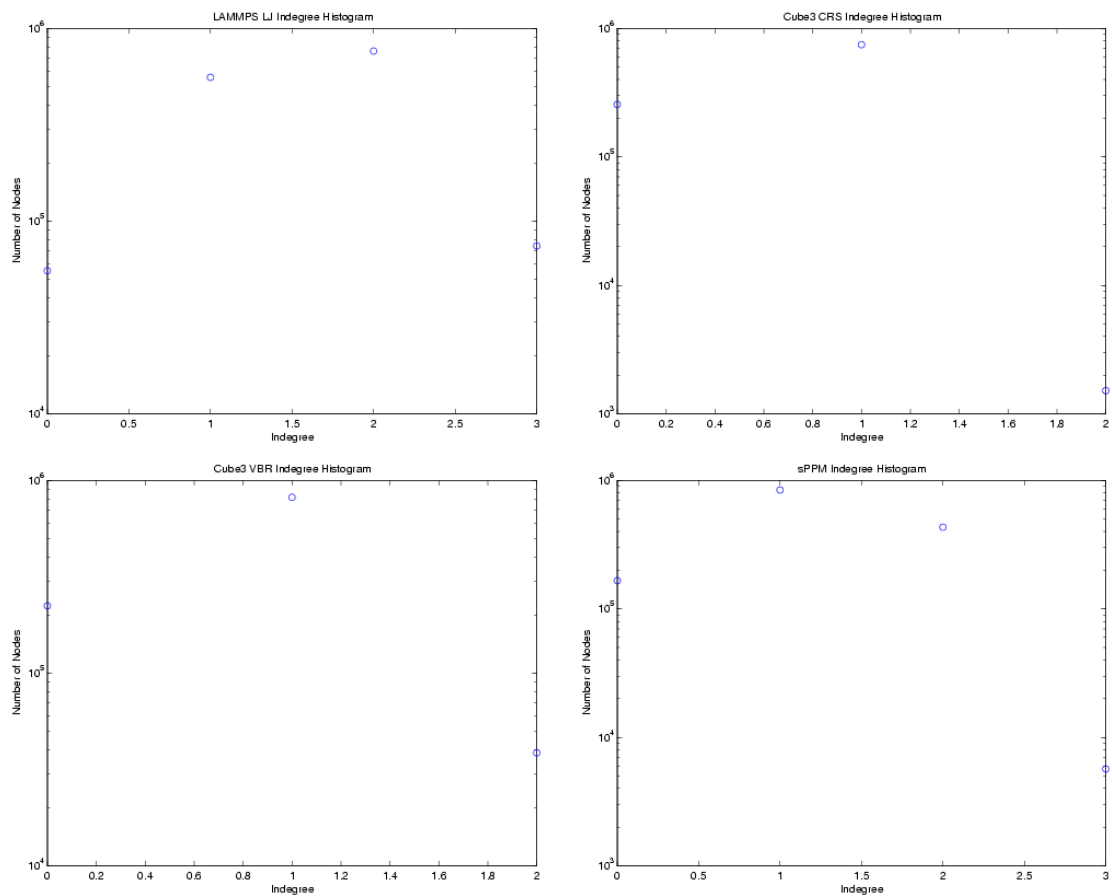 LAMMPS LJ Indegree Histogram
10^6
10^5
10^4
Number of Nodes
0 0.5 1 1.5 2 2.5 3
Indegree
Cube3 CRS Indegree Histogram
10^6
10^5
10^4
10^3
Number of Nodes
0 0.2 0.4 0.6 0.8 1 1.2 1.4 1.6 1.8 2
Indegree
Cube3 VBR Indegree Histogram
10^6
10^5
10^4
Number of Nodes
0 0.2 0.4 0.6 0.8 1 1.2 1.4 1.6 1.8 2
Indegree
sPPM Indegree Histogram
10^6
10^5
10^4
10^3
Number of Nodes
0 0.5 1 1.5 2 2.5 3
Indegree